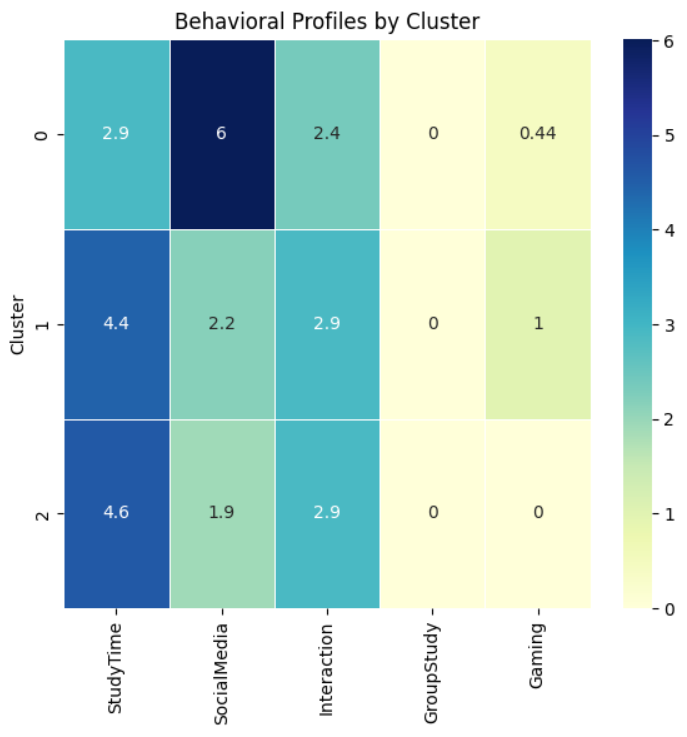 Behavioral Profiles by Cluster
Cluster
0
2.9 6 2.4 0 0.44
1
4.4 2.2 2.9 0 1
2
4.6 1.9 2.9 0 0
StudyTime
SocialMedia
Interaction
GroupStudy
Gaming
6
5
4
3
2
1
0